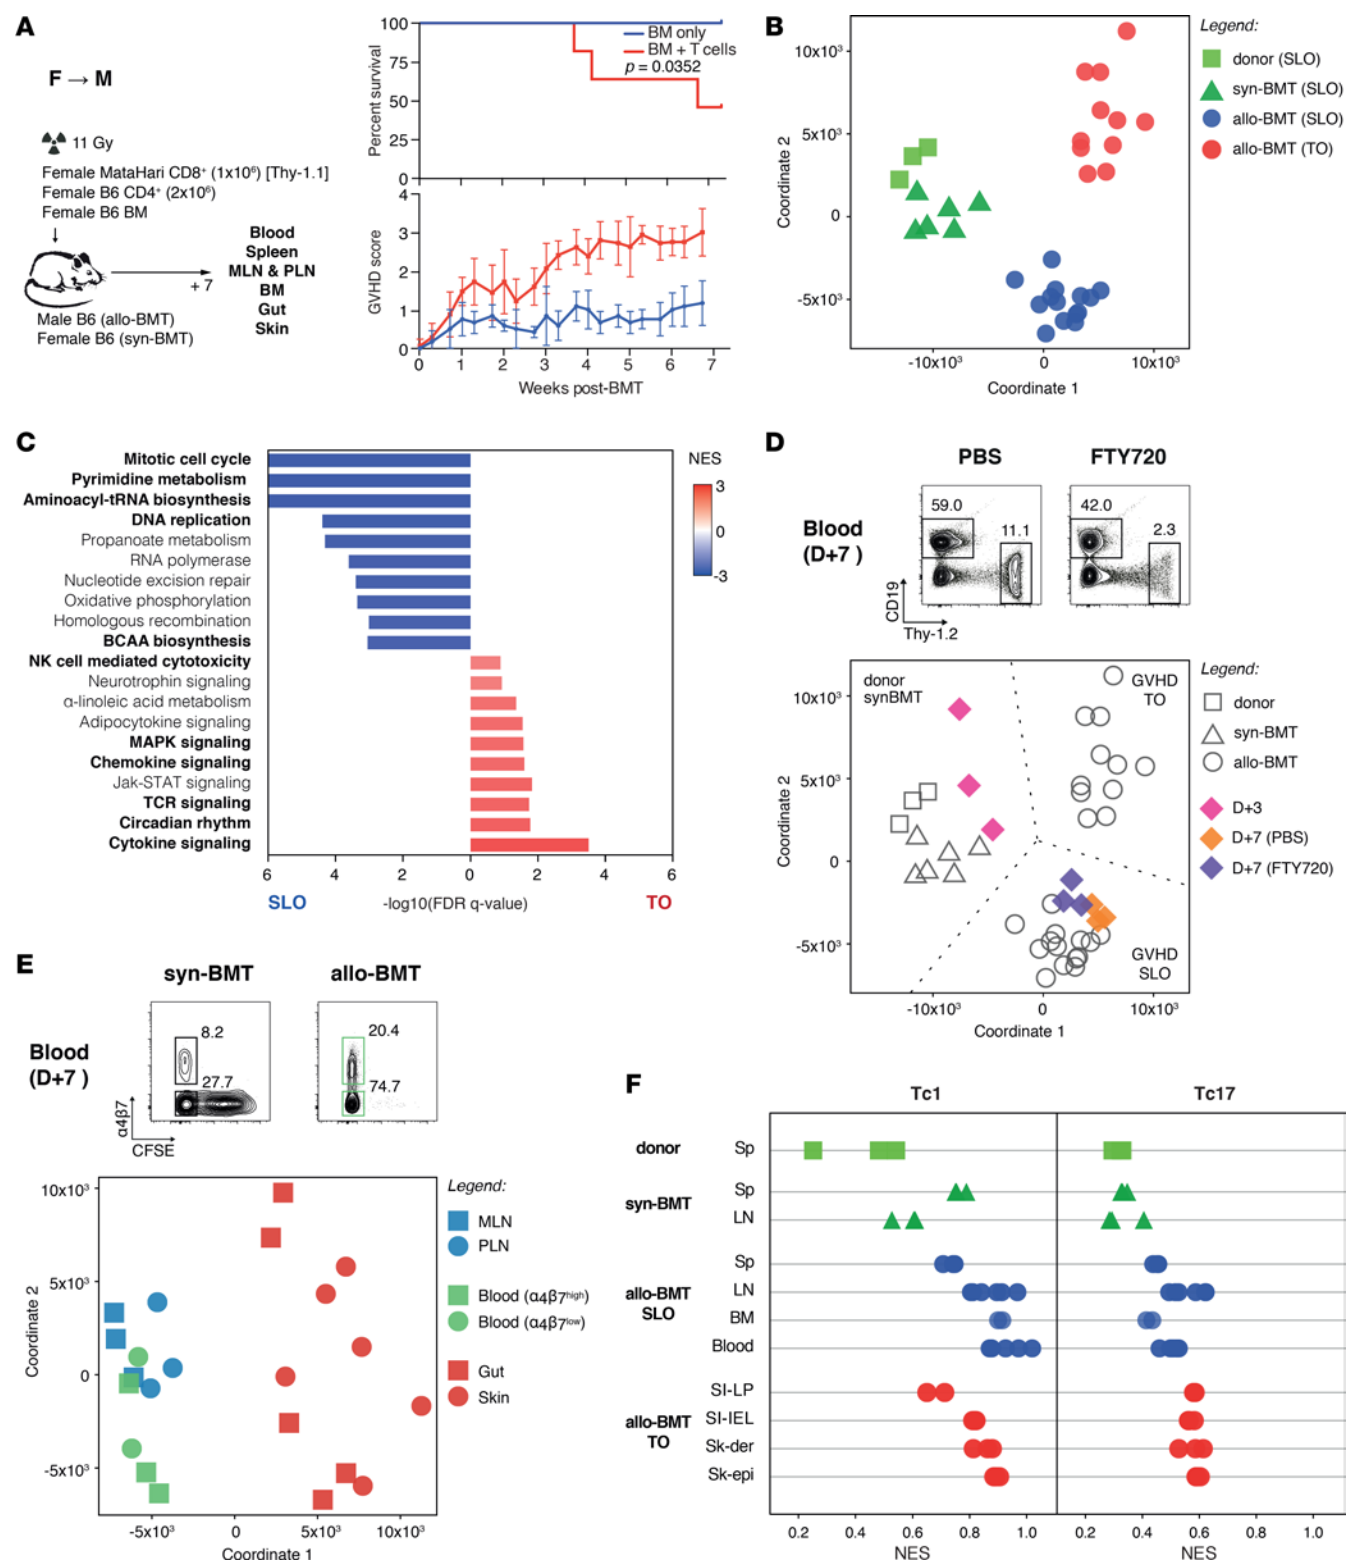 A
F → M
11 Gy
Female MataHari CD8⁺ (1x10⁶) [Thy-1.1]
Female B6 CD4⁺ (2x10⁶)
Female B6 BM
Blood
Spleen
MLN & PLN
BM
Gut
Skin
+ 7
Male B6 (allo-BMT)
Female B6 (syn-BMT)
Percent survival
100
75
50
25
0
BM only
BM + T cells
p = 0.0352
GVHD score
4
3
2
1
0
0 1 2 3 4 5 6 7
Weeks post-BMT
B
Coordinate 2
10x10³
5x10³
0
-5x10³
-10x10³ 0 10x10³
Coordinate 1
Legend:
donor (SLO)
syn-BMT (SLO)
allo-BMT (SLO)
allo-BMT (TO)
C
Mitotic cell cycle
Pyrimidine metabolism
Aminoacyl-tRNA biosynthesis
DNA replication
Propanoate metabolism
RNA polymerase
Nucleotide excision repair
Oxidative phosphorylation
Homologous recombination
BCAA biosynthesis
NK cell mediated cytotoxicity
Neurotrophin signaling
α-linoleic acid metabolism
Adipocytokine signaling
MAPK signaling
Chemokine signaling
Jak-STAT signaling
TCR signaling
Circadian rhythm
Cytokine signaling
6 4 2 0 2 4 6
SLO -log10(FDR q-value) TO
NES
3
0
-3
D
PBS FTY720
Blood
(D+7 )
59.0
11.1
42.0
2.3
CD19
Thy-1.2
donor
synBMT
GVHD
TO
GVHD
SLO
Coordinate 2
10x10³
5x10³
0
-5x10³
-10x10³ 0 10x10³
Coordinate 1
Legend:
donor
syn-BMT
allo-BMT
D+3
D+7 (PBS)
D+7 (FTY720)
E
syn-BMT allo-BMT
Blood
(D+7 )
8.2
27.7
20.4
74.7
α4β7
CFSE
Coordinate 2
10x10³
5x10³
0
-5x10³
-5x10³ 0 5x10³ 10x10³
Coordinate 1
Legend:
MLN
PLN
Blood (α4β7ʰⁱᵍʰ)
Blood (α4β7ˡᵒʷ)
Gut
Skin
F
Tc1 Tc17
donor
Sp
syn-BMT
Sp
LN
allo-BMT
SLO
Sp
LN
BM
Blood
allo-BMT
TO
SI-LP
SI-IEL
Sk-der
Sk-epi
0.2 0.4 0.6 0.8 1.0 0.2 0.4 0.6 0.8 1.0
NES NES